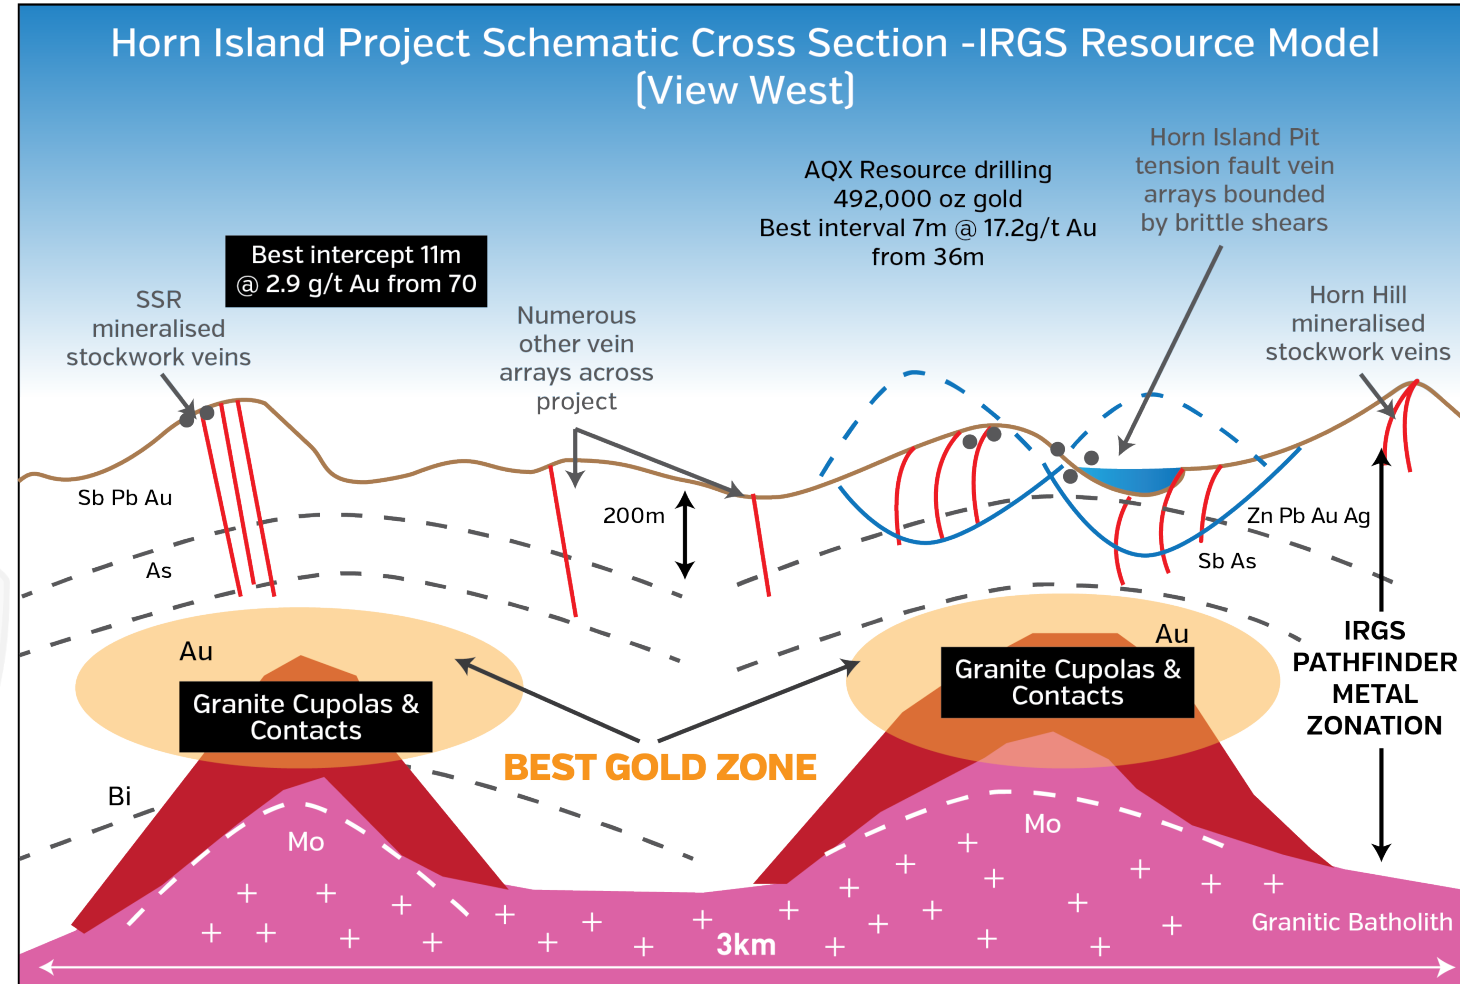 Horn Island Project Schematic Cross Section -IRGS Resource Model
(View West)
Horn Island Pit
tension fault vein
arrays bounded
by brittle shears
AQX Resource drilling
492,000 oz gold
Best interval 7m @ 17.2g/t Au
from 36m
Best intercept 11m
@ 2.9 g/t Au from 70
SSR
mineralised
stockwork veins
Numerous
other vein
arrays across
project
Horn Hill
mineralised
stockwork veins
Sb Pb Au
200m
Zn Pb Au Ag
As
Sb As
Au
Granite Cupolas &
Contacts
Au
Granite Cupolas &
Contacts
IRGS
PATHFINDER
METAL
ZONATION
BEST GOLD ZONE
Bi
Mo
Mo
Granitic Batholith
3km